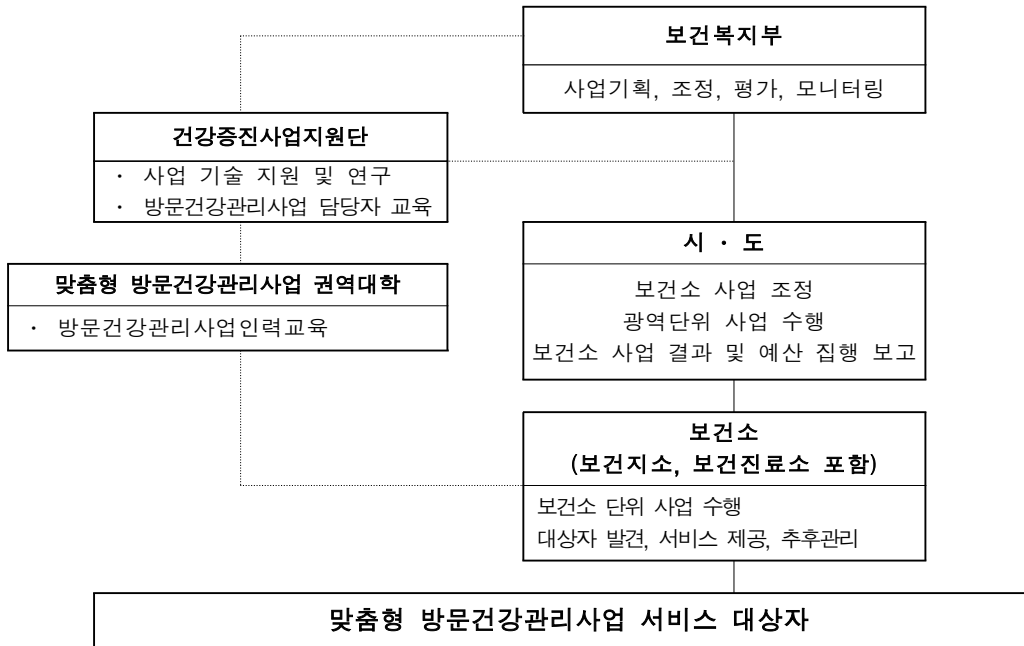 보건복지부
사업기획, 조정, 평가, 모니터링
건강증진사업지원단
· 사업 기술 지원 및 연구
· 방문건강관리사업 담당자 교육
시 · 도
보건소 사업 조정
광역단위 사업 수행
보건소 사업 결과 및 예산 집행 보고
맞춤형 방문건강관리사업 권역대학
· 방문건강관리사업인력교육
보건소
(보건지소, 보건진료소 포함)
보건소 단위 사업 수행
대상자 발견, 서비스 제공, 추후관리
맞춤형 방문건강관리사업 서비스 대상자